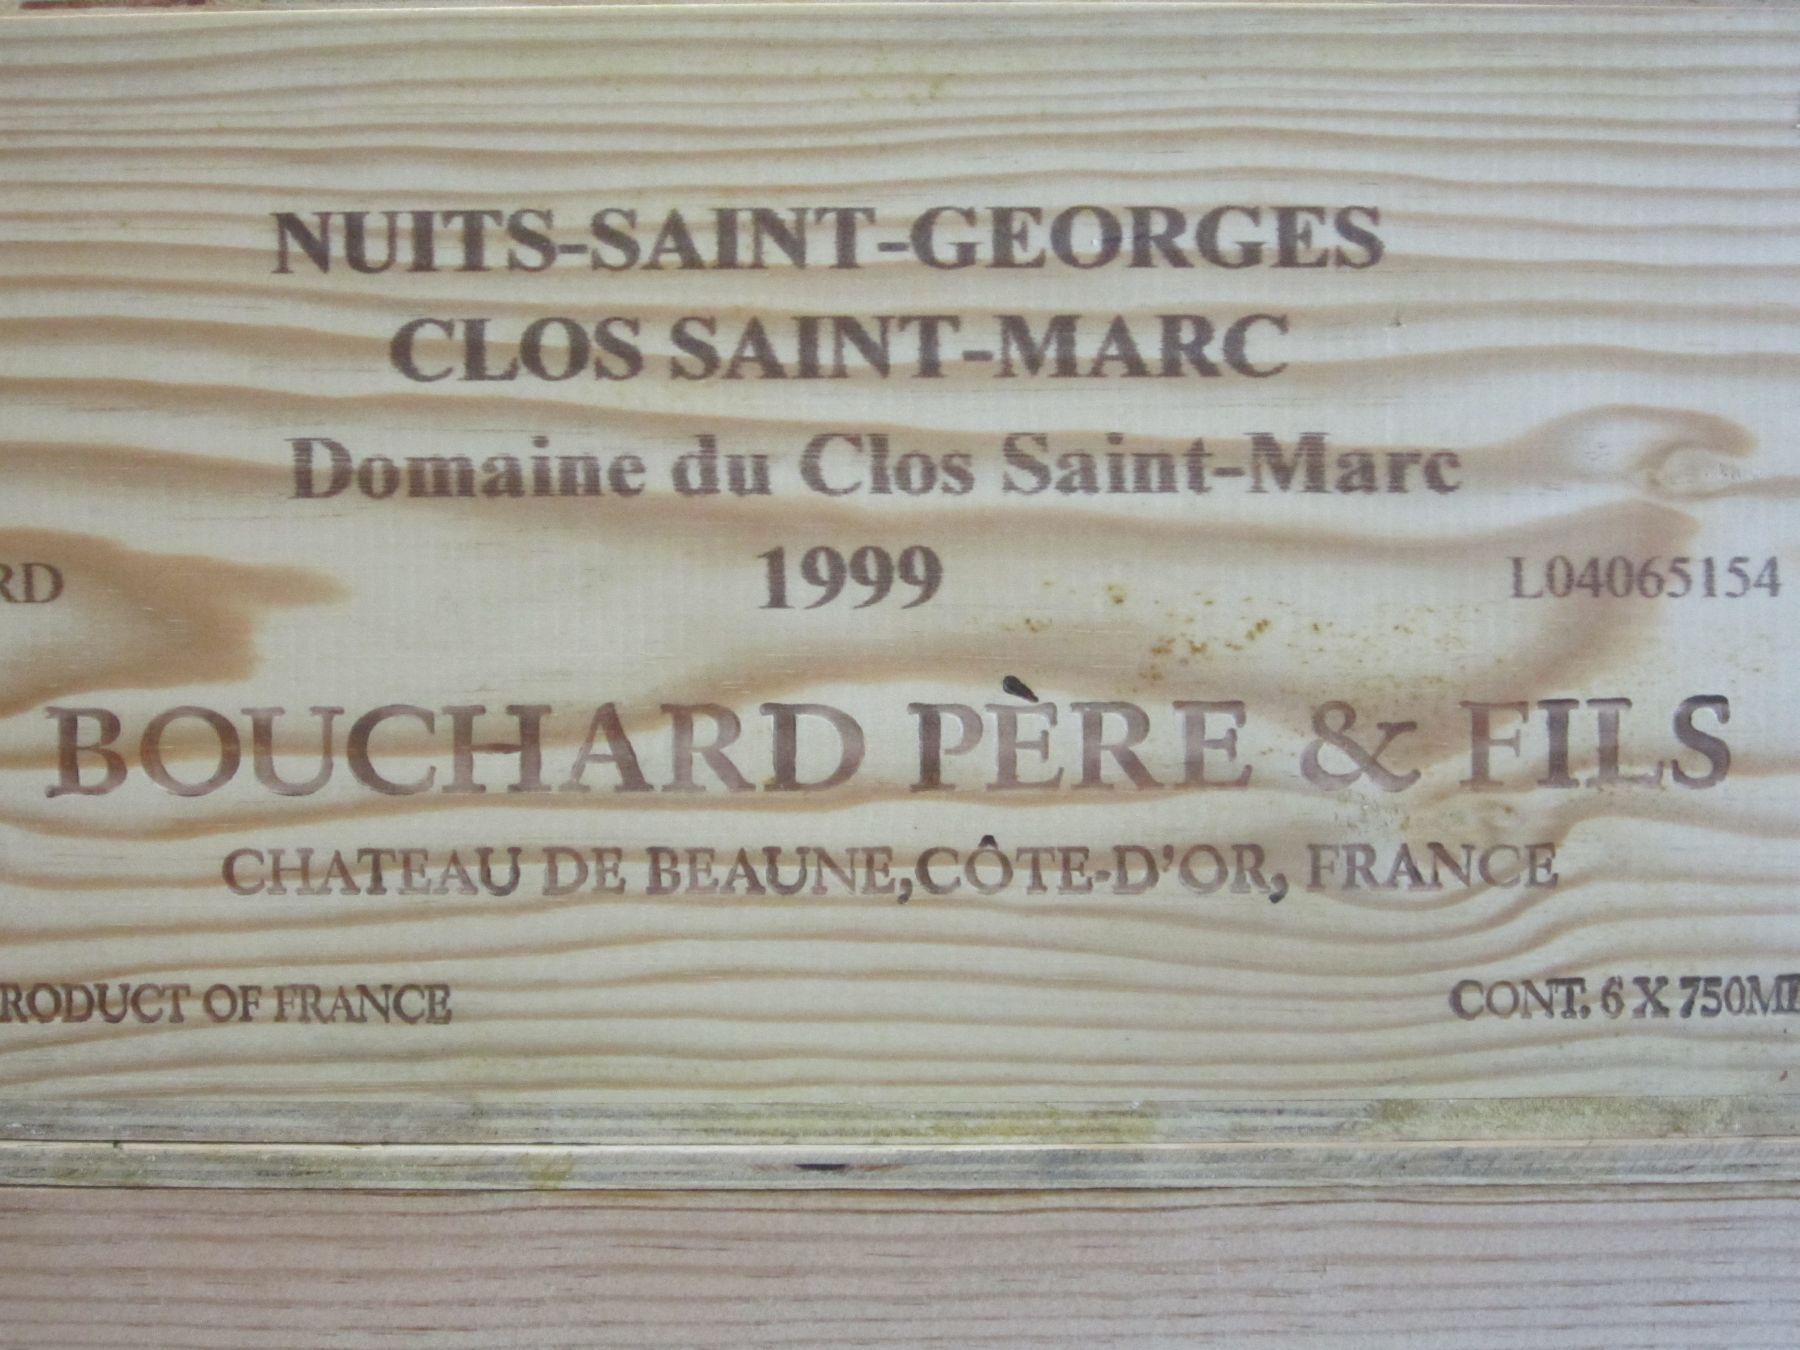 NUITS-SAINT-GEORGES
CLOS SAINT-MARC
Domaine du Clos Saint-Marc
RD 1999 L04065154
BOUCHARD PÈRE & FILS
CHATEAU DE BEAUNE,CÔTE-D'OR, FRANCE
RODUCT OF FRANCE CONT. 6 X 750ML